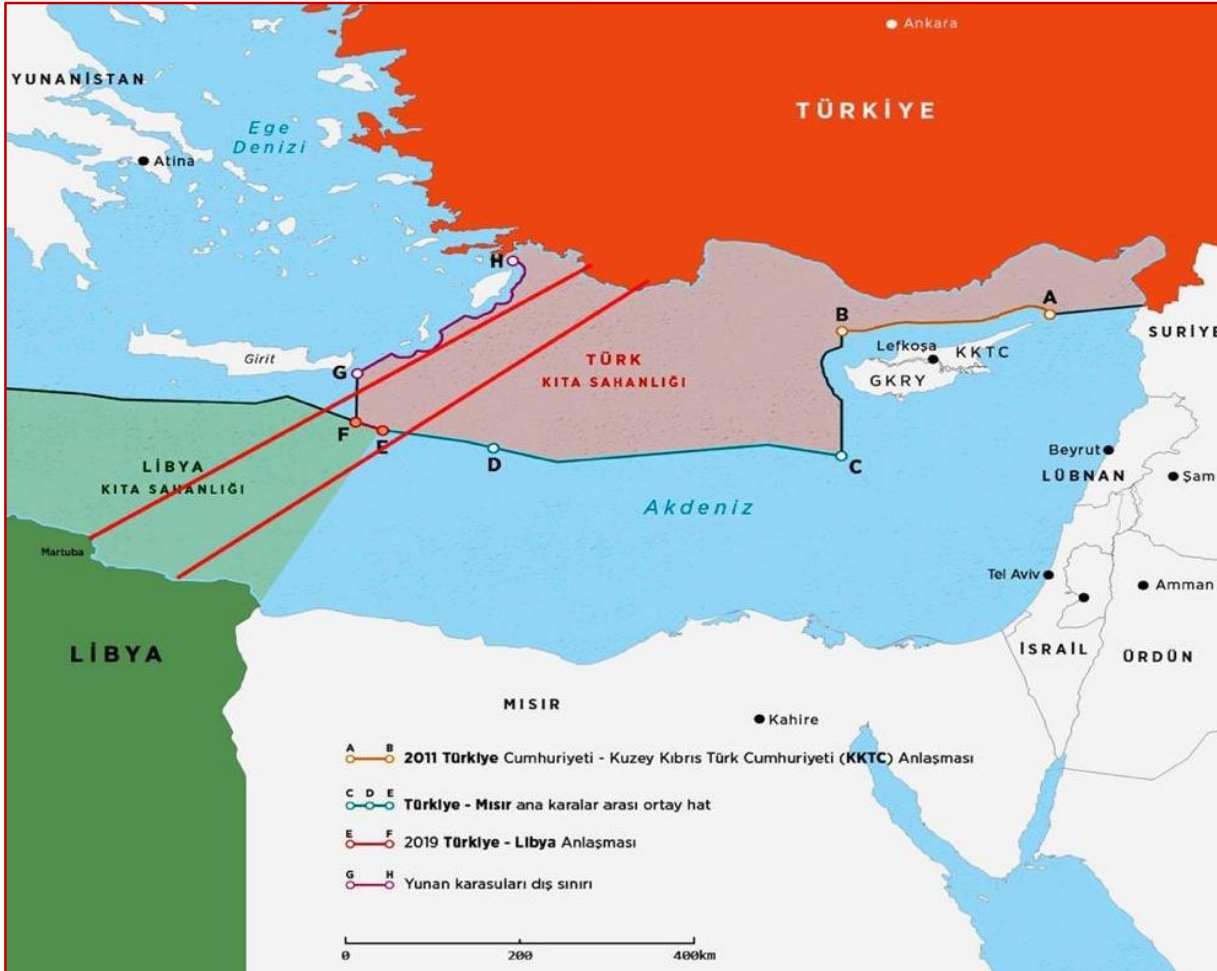 Ankara
YUNANİSTAN
TÜRKİYE
Ege
Denizi
Atina
H
A
B
SURİYE
Lefkoşa
KKTC
GKRY
Girit
TÜRK
KITA SAHANLIĞI
G
F
E
D
C
LİBYA
KITA SAHANLIĞI
Beyrut
LÜBNAN
Şam
Akdeniz
Martuba
Tel Aviv
Amman
LİBYA
İSRAİL
ÜRDÜN
MISIR
Kahire
A B
2011 Türkiye Cumhuriyeti - Kuzey Kıbrıs Türk Cumhuriyeti (KKTC) Anlaşması
C D E
Türkiye - Mısır ana karalar arası ortay hat
E F
2019 Türkiye - Libya Anlaşması
G H
Yunan karasuları dış sınırı
0 200 400km